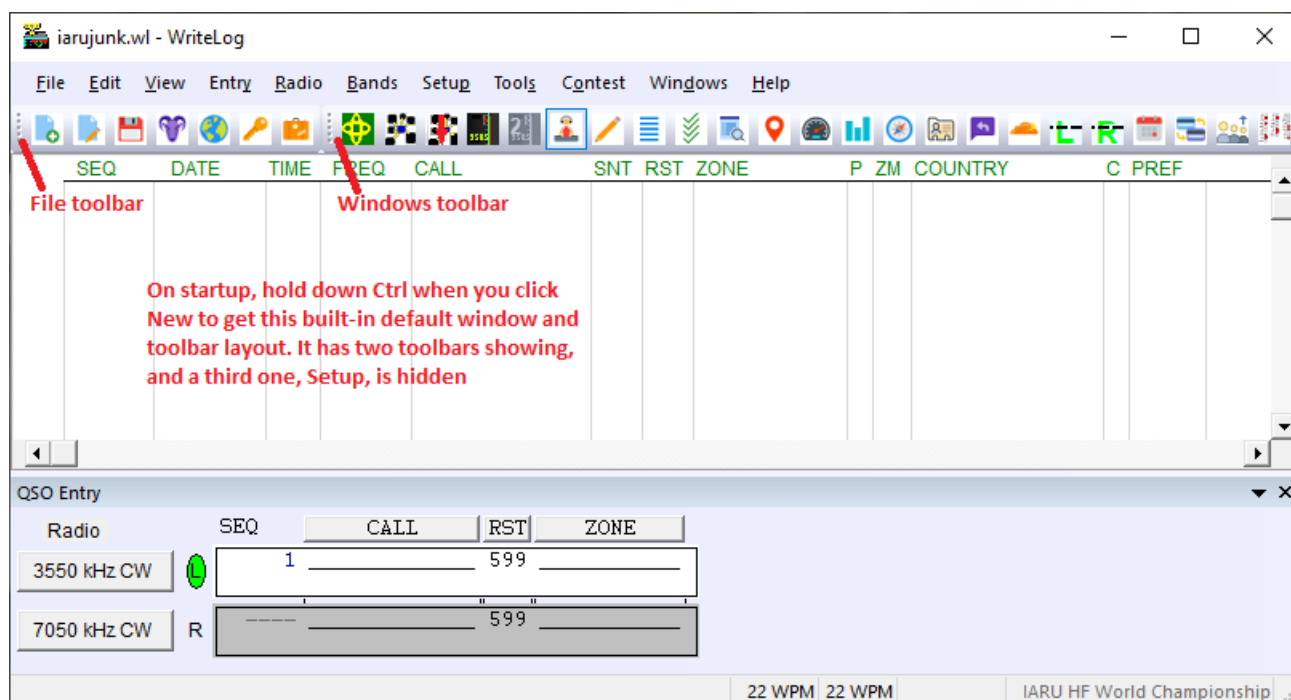 iarujunk.wl - WriteLog
File Edit View Entry Radio Bands Setup Tools Contest Windows Help
SEQ DATE TIME FREQ CALL SNT RST ZONE P ZM COUNTRY C PREF
File toolbar Windows toolbar
On startup, hold down Ctrl when you click
New to get this built-in default window and
toolbar layout. It has two toolbars showing,
and a third one, Setup, is hidden
QSO Entry
Radio SEQ CALL RST ZONE
3550 kHz CW L 1 599
7050 kHz CW R ---- 599
22 WPM 22 WPM IARU HF World Championship